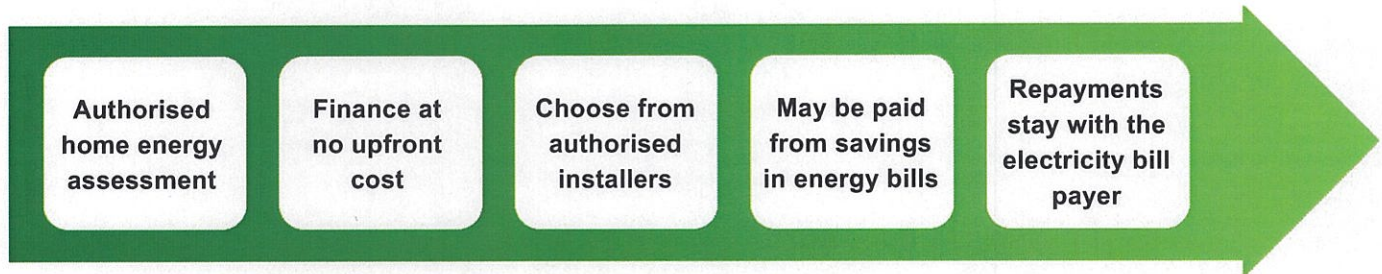 Authorised
home energy
assessment
Finance at
no upfront
cost
Choose from
authorised
installers
May be paid
from savings
in energy bills
Repayments
stay with the
electricity bill
payer